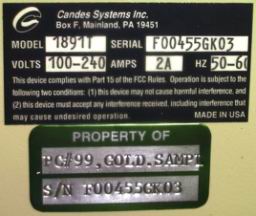 Candes Systems Inc.
Box F, Mainland, PA 19451
MODEL 1891T SERIAL F00455GK03
VOLTS 100-240 AMPS 2A HZ 50-60
This device complies with Part 15 of the FCC Rules. Operation is subject to the
following two conditions: (1) this device may not cause harmful interference, and
(2) this device must accept any interference received, including interference that
may cause undesired operation. MADE IN USA
PROPERTY OF
PC/99, GOLD, SAMPL
S/N F00455GK03